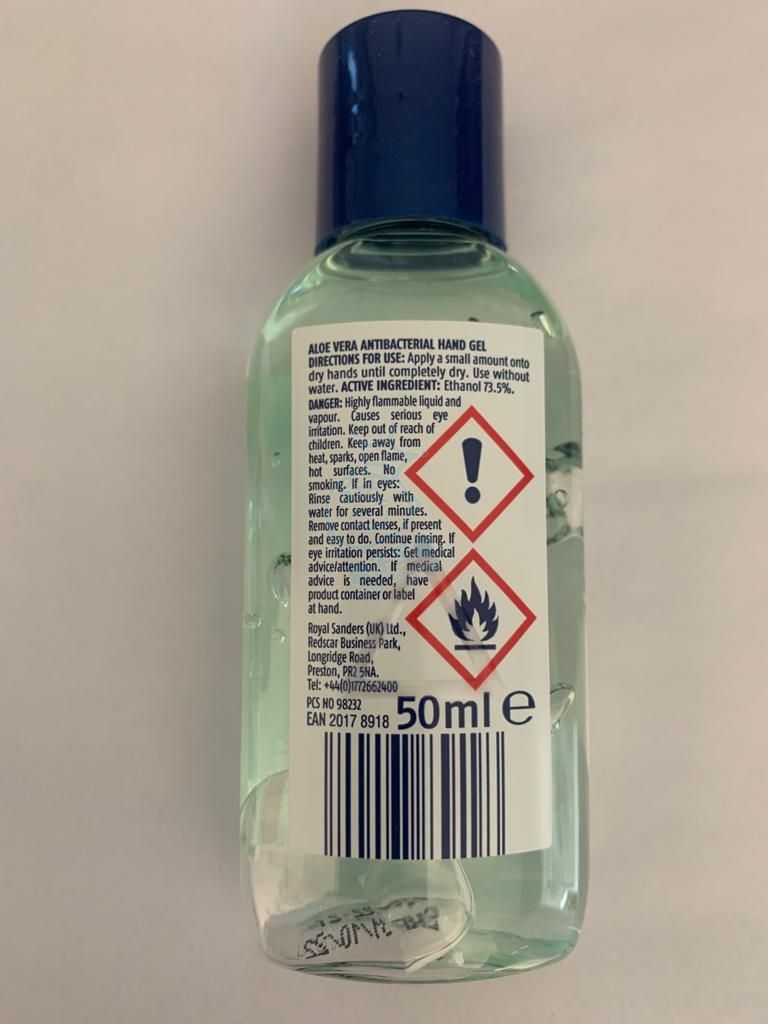 ALOE VERA ANTIBACTERIAL HAND GEL
DIRECTIONS FOR USE: Apply a small amount onto
dry hands until completely dry. Use without
water. ACTIVE INGREDIENT: Ethanol 73.5%.
DANGER: Highly flammable liquid and
vapour. Causes serious eye
irritation. Keep out of reach of
children. Keep away from
heat, sparks, open flame,
hot surfaces. No
smoking. If in eyes:
Rinse cautiously with
water for several minutes.
Remove contact lenses, if present
and easy to do. Continue rinsing. If
eye irritation persists: Get medical
advice/attention. If medical
advice is needed, have
product container or label
at hand.
Royal Sanders (UK) Ltd.,
Redscar Business Park,
Longridge Road,
Preston, PR2 5NA.
Tel: +44(0)1772662400
PCS NO 98232
EAN 2017 8918
50ml e